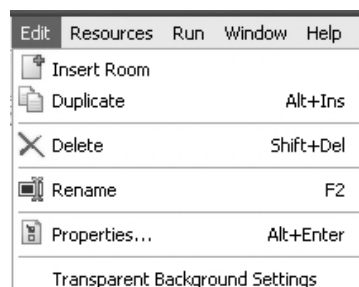 Edit Resources Run Window Help
Insert Room
Duplicate Alt+Ins
Delete Shift+Del
Rename F2
Properties... Alt+Enter
Transparent Background Settings